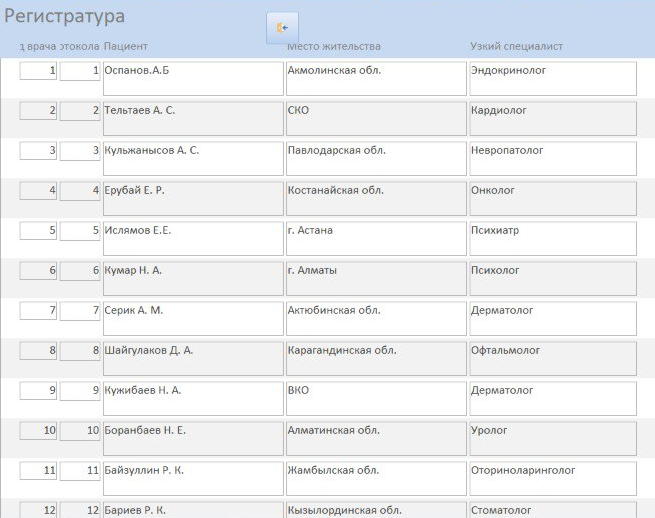 Регистратура
врача этокола Пациент Место жительства Узкий специалист
1 1 Оспанов.А.Б Акмолинская обл. Эндокринолог
2 2 Тельтаев А. С. СКО Кардиолог
3 3 Кульжанысов А. С. Павлодарская обл. Невропатолог
4 4 Ерубай Е. Р. Костанайская обл. Онколог
5 5 Ислямов Е.Е. г. Астана Психиатр
6 6 Кумар Н. А. г. Алматы Психолог
7 7 Серик А. М. Актюбинская обл. Дерматолог
8 8 Шайгулаков Д. А. Карагандинская обл. Офтальмолог
9 9 Кужибаев Н. А. ВКО Дерматолог
10 10 Боранбаев Н. Е. Алматинская обл. Уролог
11 11 Байзуллин Р. К. Жамбылская обл. Оториноларинголог
12 12 Бариев Р. К. Кызылординская обл. Стоматолог